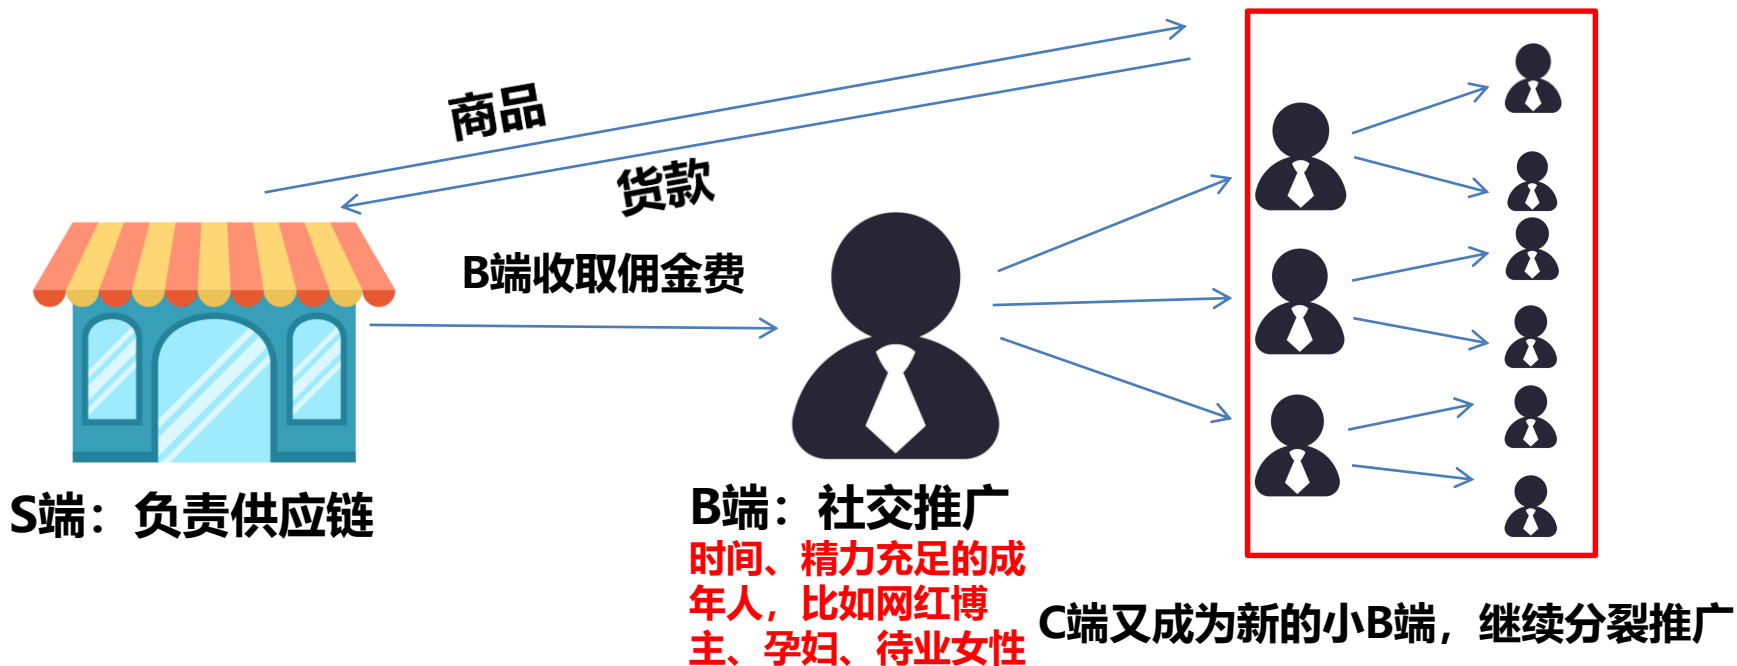 商品
货款
B端收取佣金费
S端：负责供应链
B端：社交推广
时间、精力充足的成
年人，比如网红博
主、孕妇、待业女性
C端又成为新的小B端，继续分裂推广